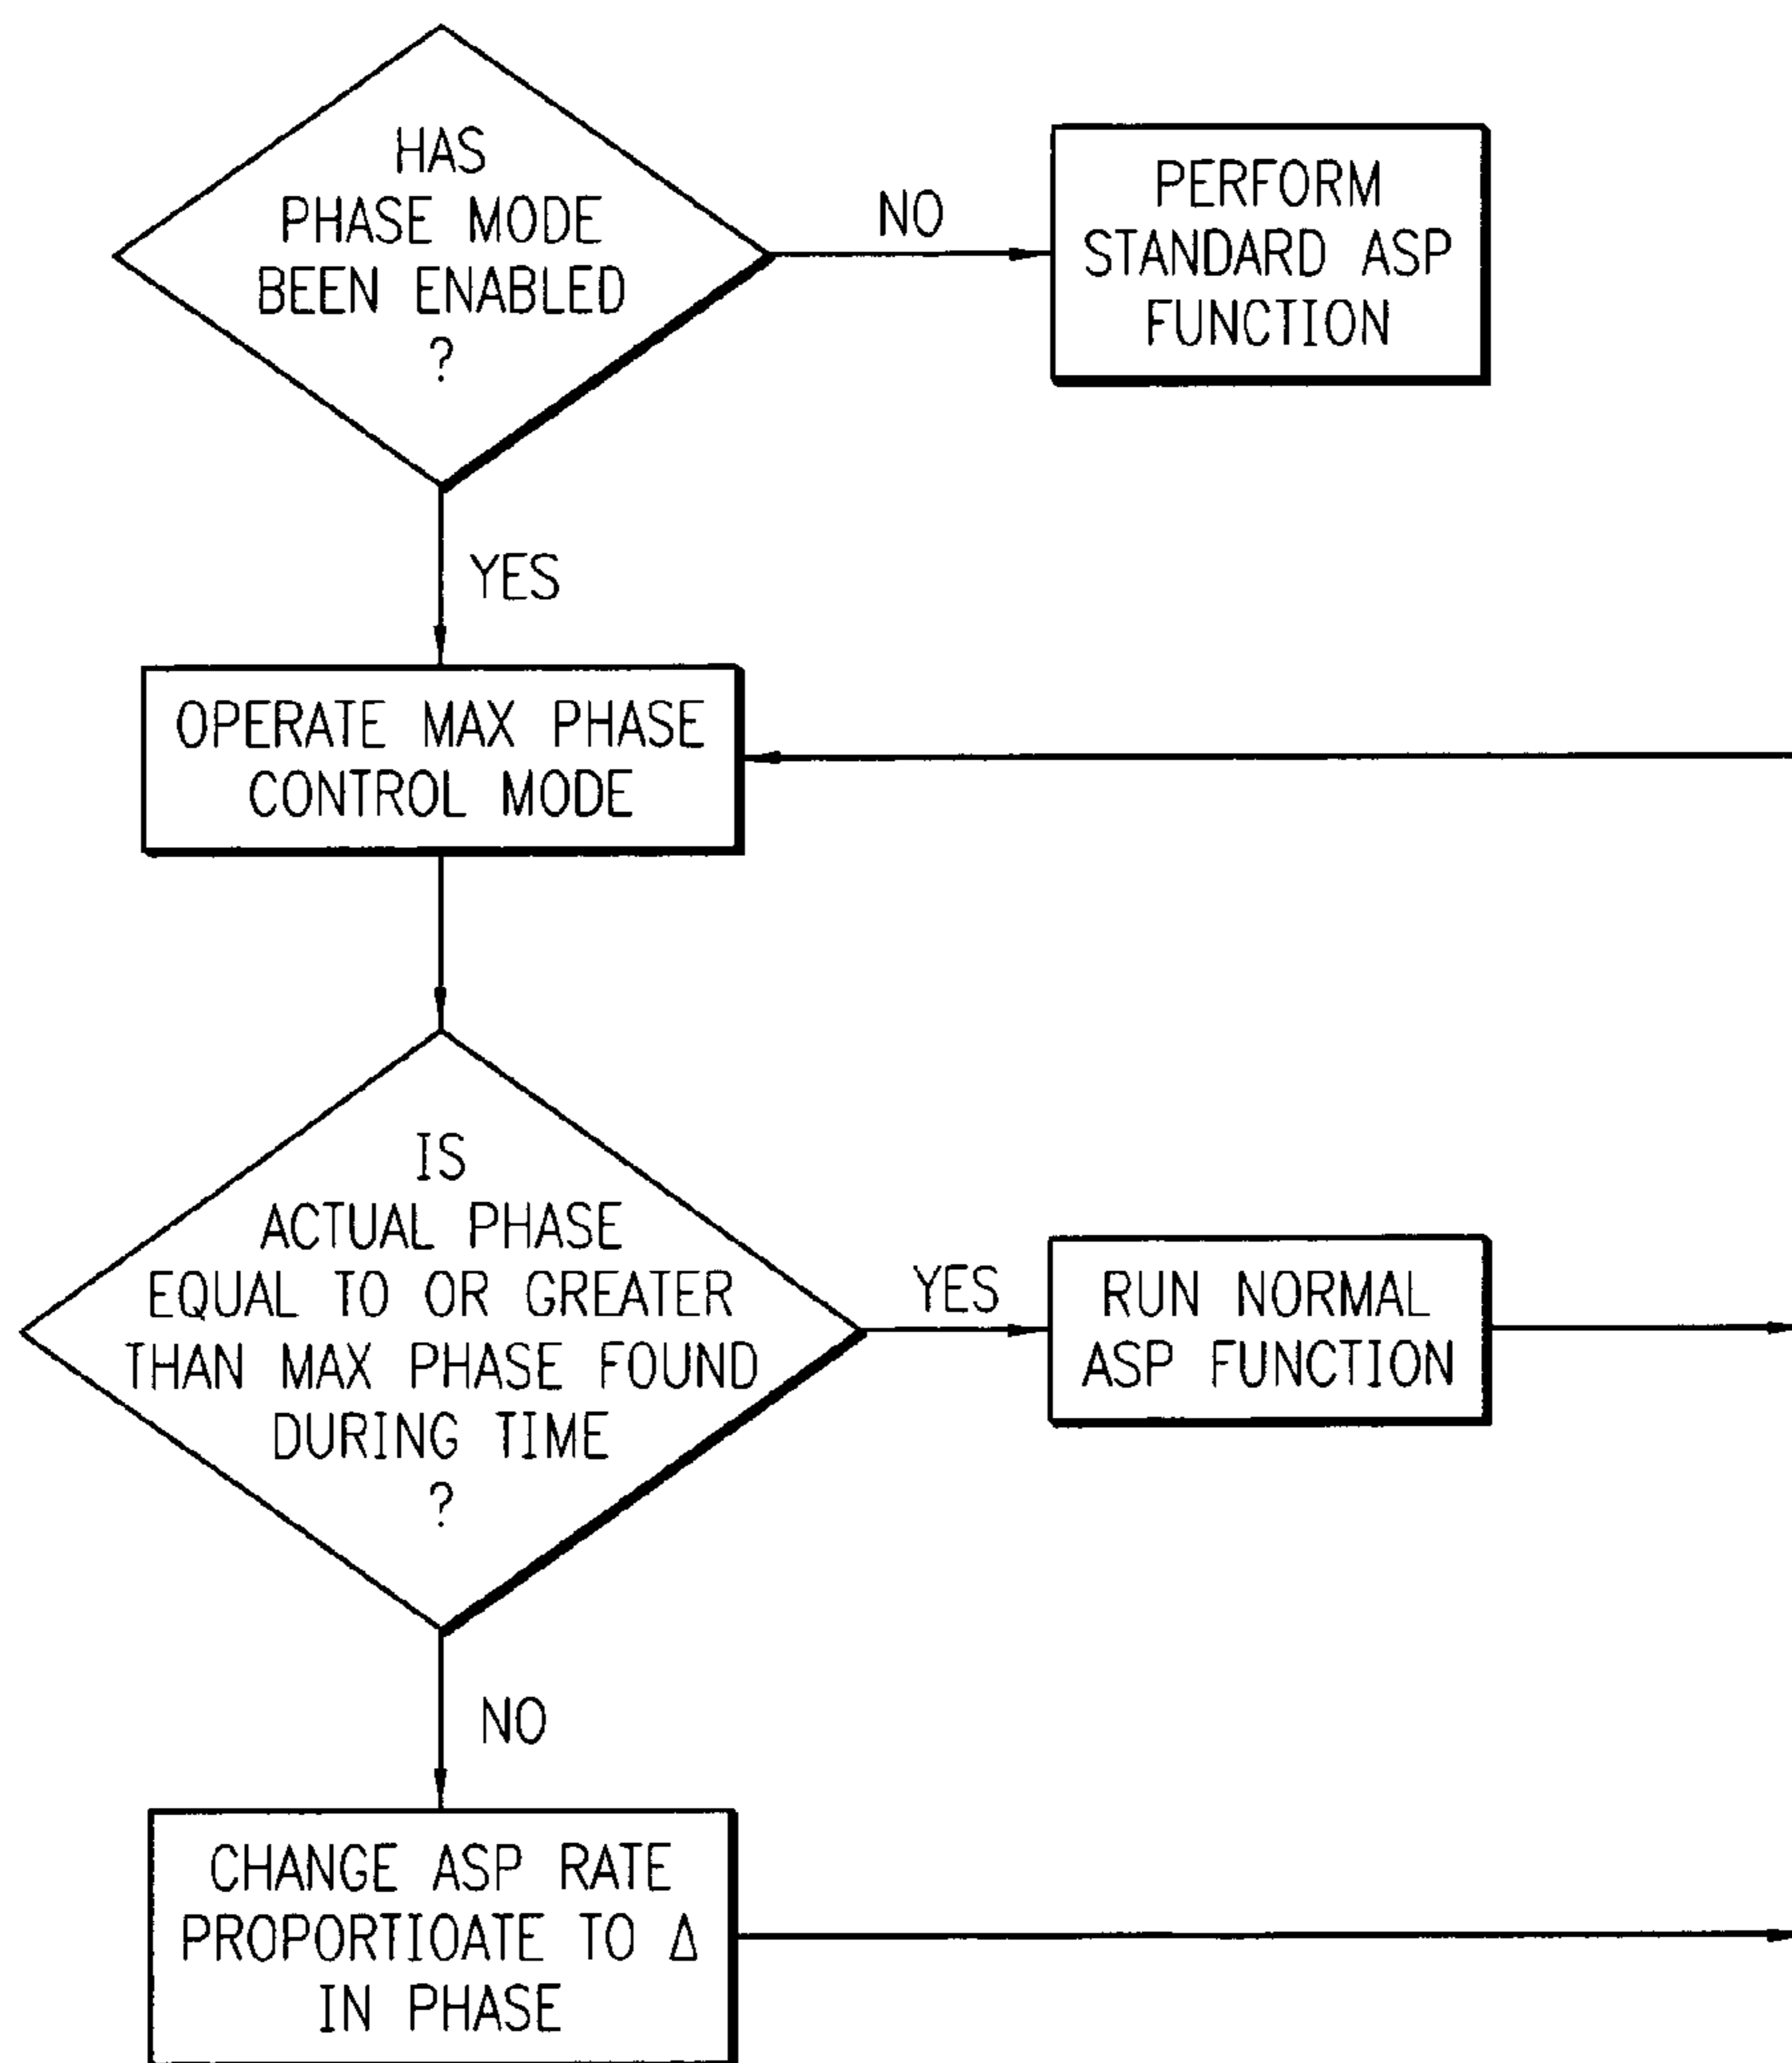 HAS
PHASE MODE
BEEN ENABLED
?
NO
PERFORM
STANDARD ASP
FUNCTION
YES
OPERATE MAX PHASE
CONTROL MODE
IS
ACTUAL PHASE
EQUAL TO OR GREATER
THAN MAX PHASE FOUND
DURING TIME
?
YES
RUN NORMAL
ASP FUNCTION
NO
CHANGE ASP RATE
PROPORTIOATE TO Δ
IN PHASE